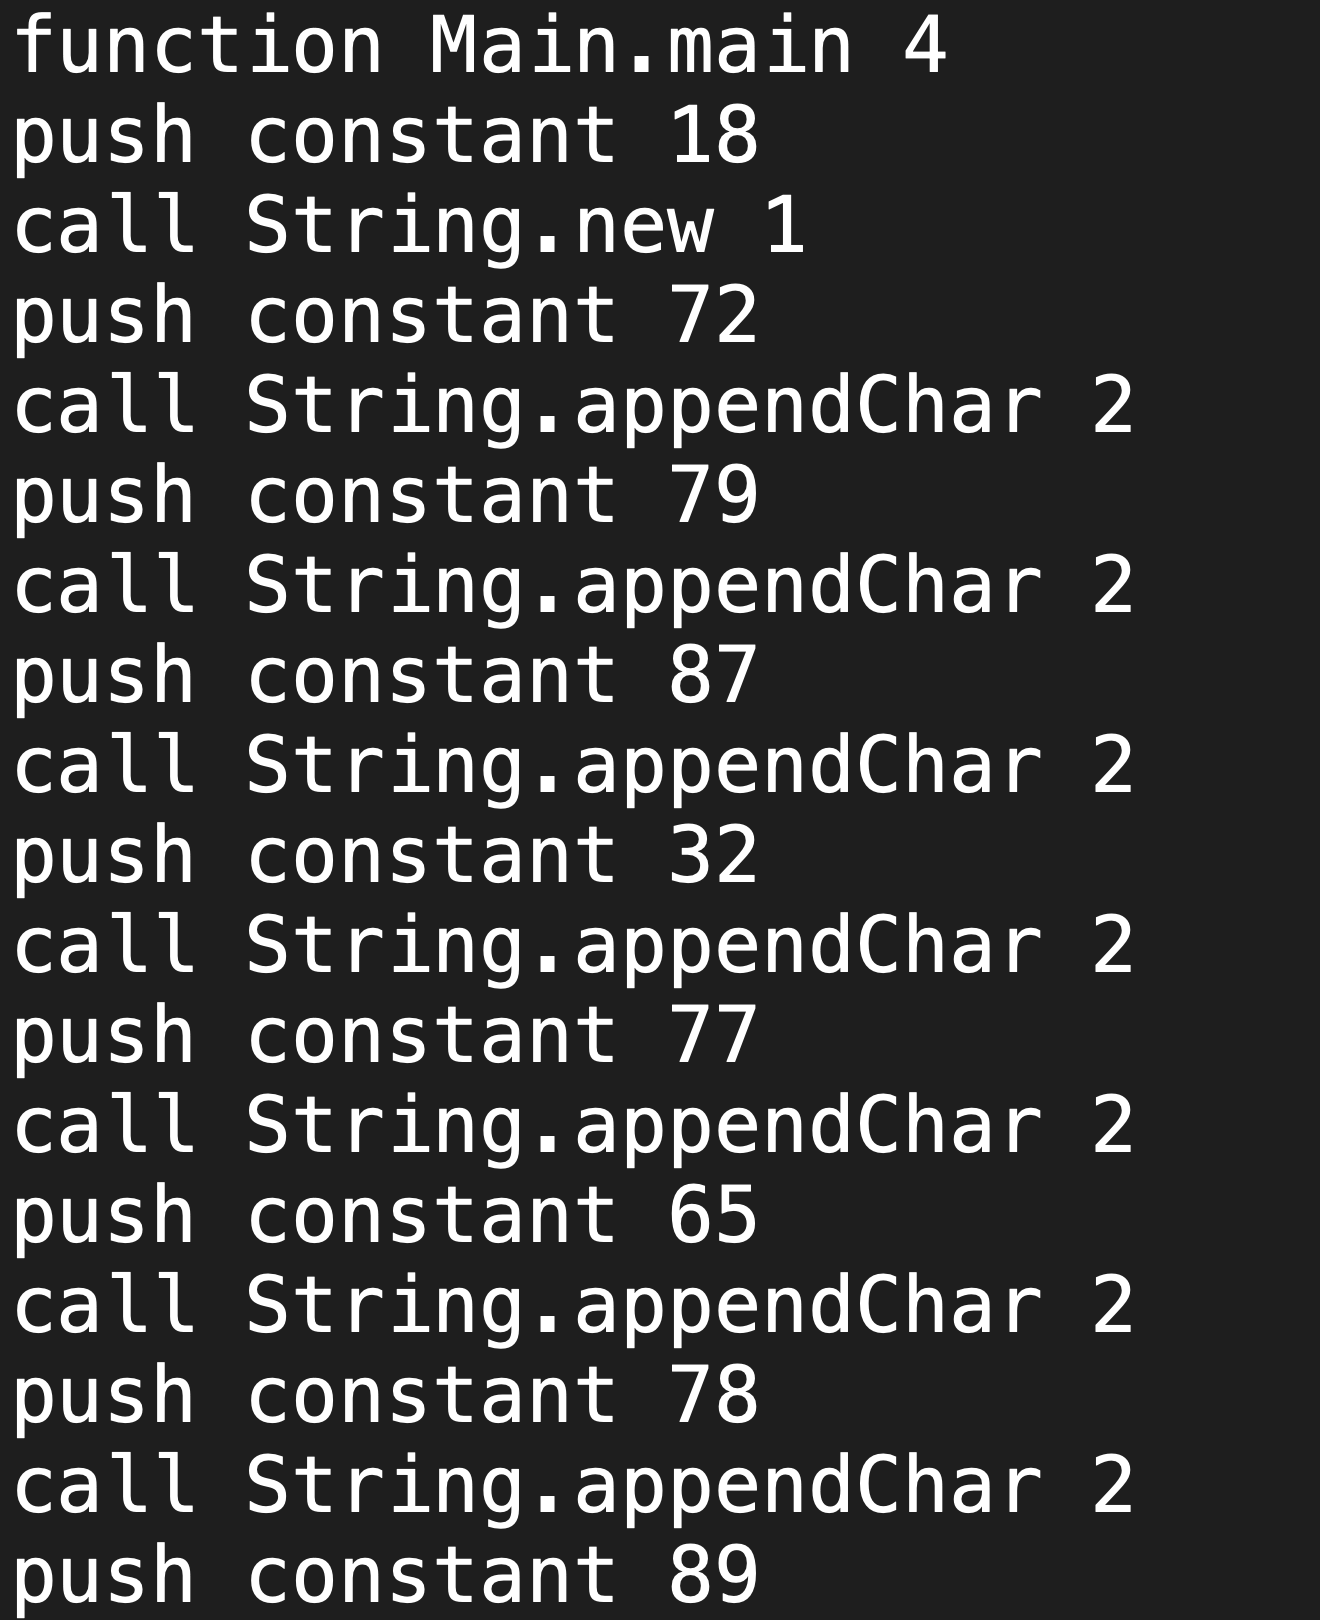 function Main.main 4
push constant 18
call String.new 1
push constant 72
call String.appendChar 2
push constant 79
call String.appendChar 2
push constant 87
call String.appendChar 2
push constant 32
call String.appendChar 2
push constant 77
call String.appendChar 2
push constant 65
call String.appendChar 2
push constant 78
call String.appendChar 2
push constant 89